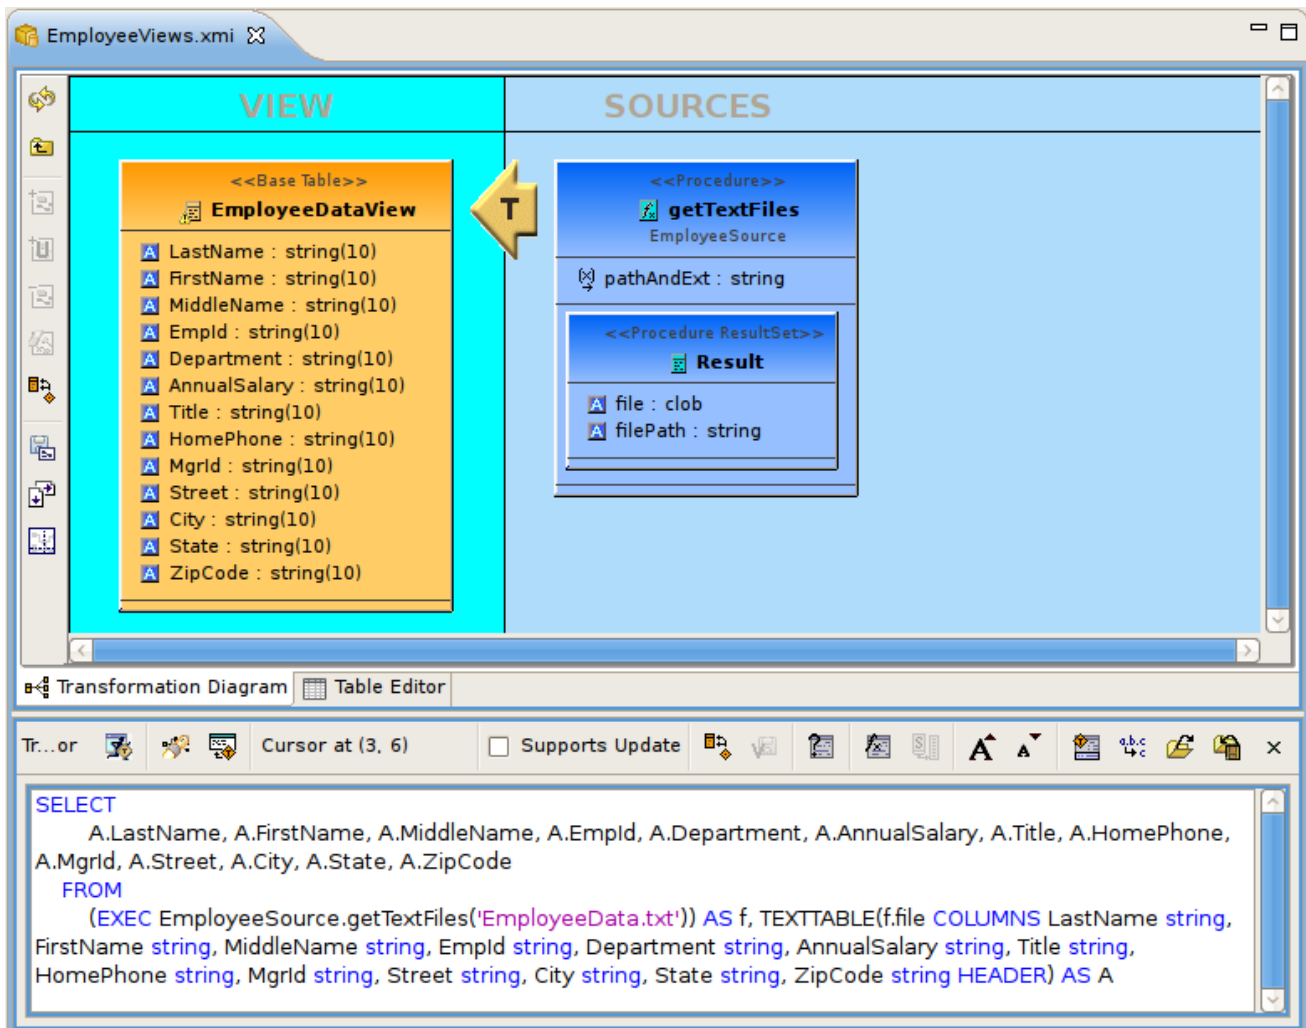 EmployeeViews.xmi
VIEW
SOURCES
<<Base Table>>
EmployeeDataView
LastName : string(10)
FirstName : string(10)
MiddleName : string(10)
EmpId : string(10)
Department : string(10)
AnnualSalary : string(10)
Title : string(10)
HomePhone : string(10)
MgrId : string(10)
Street : string(10)
City : string(10)
State : string(10)
ZipCode : string(10)
T
<<Procedure>>
getTextFiles
EmployeeSource
pathAndExt : string
<<Procedure ResultSet>>
Result
file : clob
filePath : string
Transformation Diagram
Table Editor
Tr...or
Cursor at (3, 6)
Supports Update
SELECT
A.LastName, A.FirstName, A.MiddleName, A.EmpId, A.Department, A.AnnualSalary, A.Title, A.HomePhone,
A.MgrId, A.Street, A.City, A.State, A.ZipCode
FROM
(EXEC EmployeeSource.getTextFiles('EmployeeData.txt')) AS f, TEXTTABLE(f.file COLUMNS LastName string,
FirstName string, MiddleName string, EmpId string, Department string, AnnualSalary string, Title string,
HomePhone string, MgrId string, Street string, City string, State string, ZipCode string HEADER) AS A